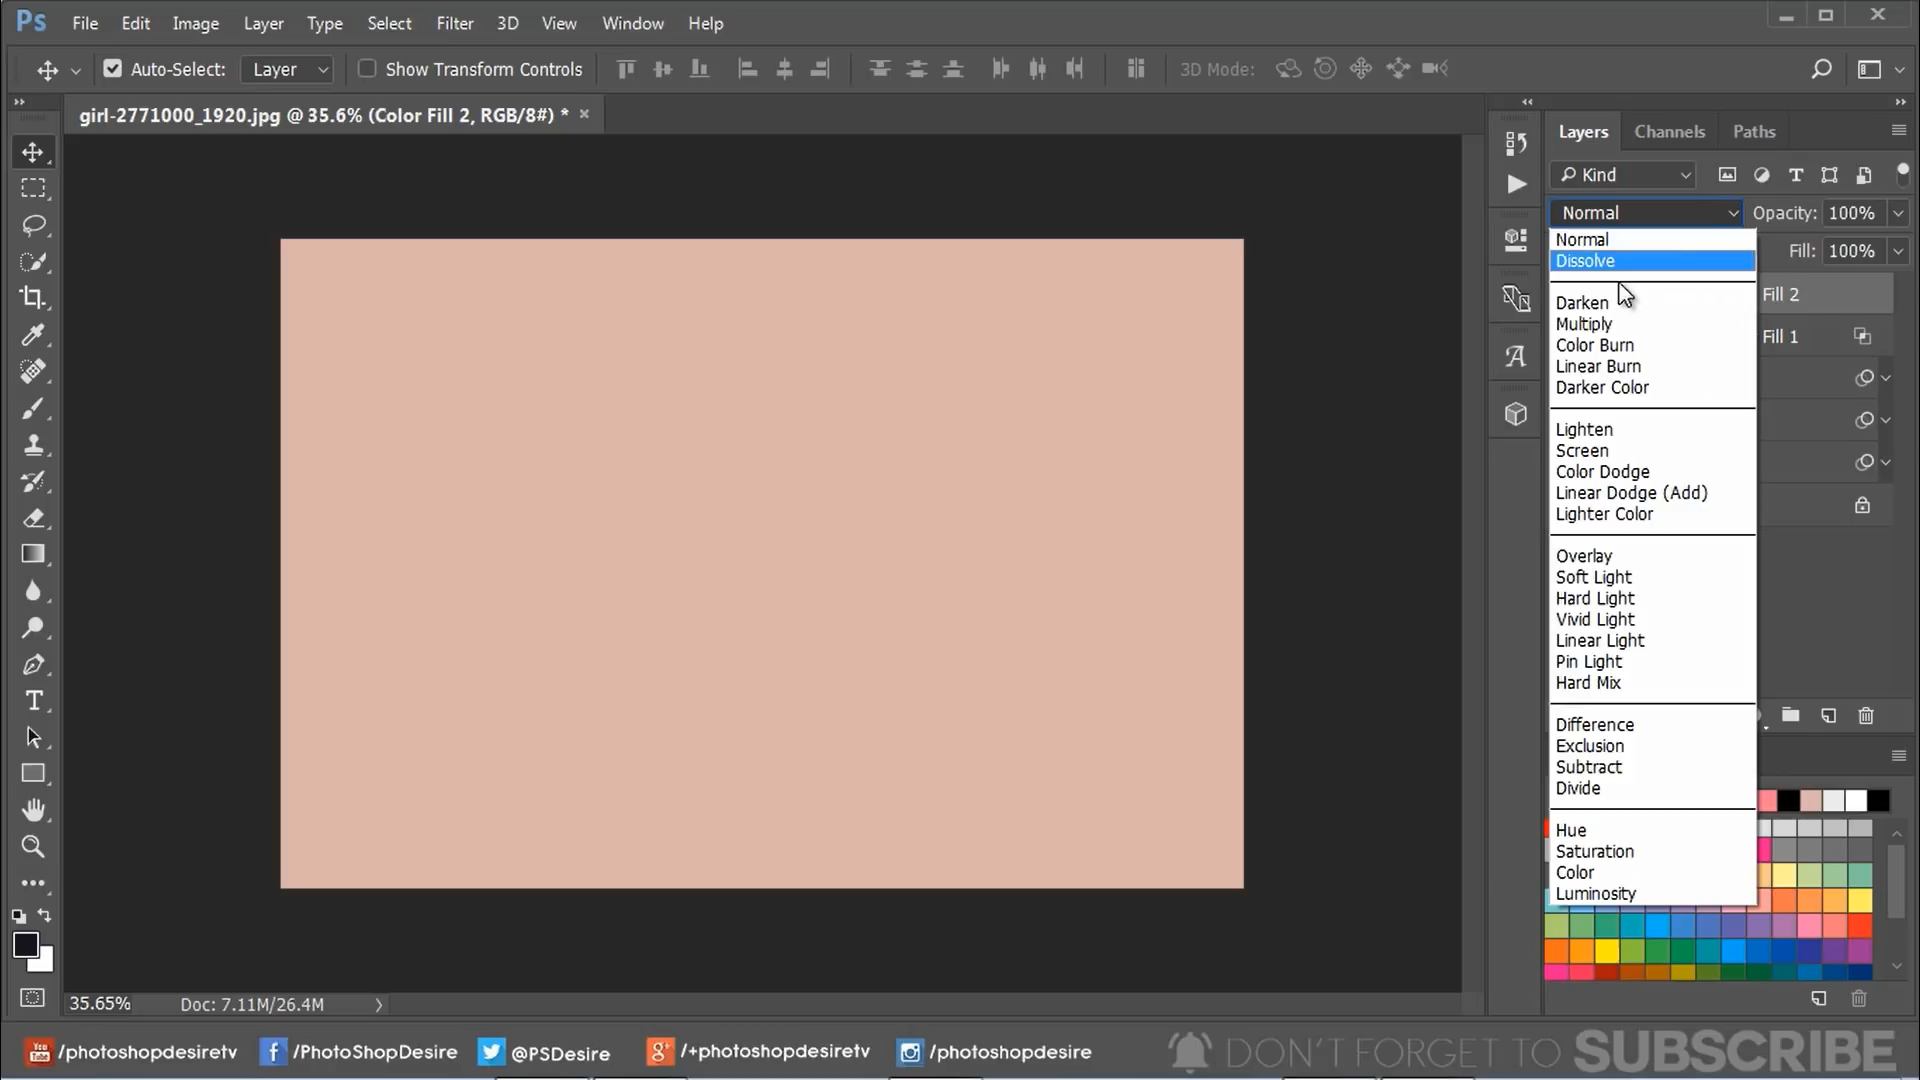 Ps File Edit Image Layer Type Select Filter 3D View Window Help
Auto-Select: Layer Show Transform Controls 3D Mode:
girl-2771000_1920.jpg @ 35.6% (Color Fill 2, RGB/8#) * ×
Layers Channels Paths
Kind
Normal Opacity: 100%
Normal
Fill: 100%
Dissolve
Fill 2
Darken
Multiply
Fill 1
Color Burn
Linear Burn
Darker Color
Lighten
Screen
Color Dodge
Linear Dodge (Add)
Lighter Color
Overlay
Soft Light
Hard Light
Vivid Light
Linear Light
Pin Light
Hard Mix
Difference
Exclusion
Subtract
Divide
Hue
Saturation
Color
Luminosity
35.65% Doc: 7.11M/26.4M
You Tube /photoshopdesiretv /PhotoShopDesire @PSDesire g+ /+photoshopdesiretv /photoshopdesire DON'T FORGET TO SUBSCRIBE